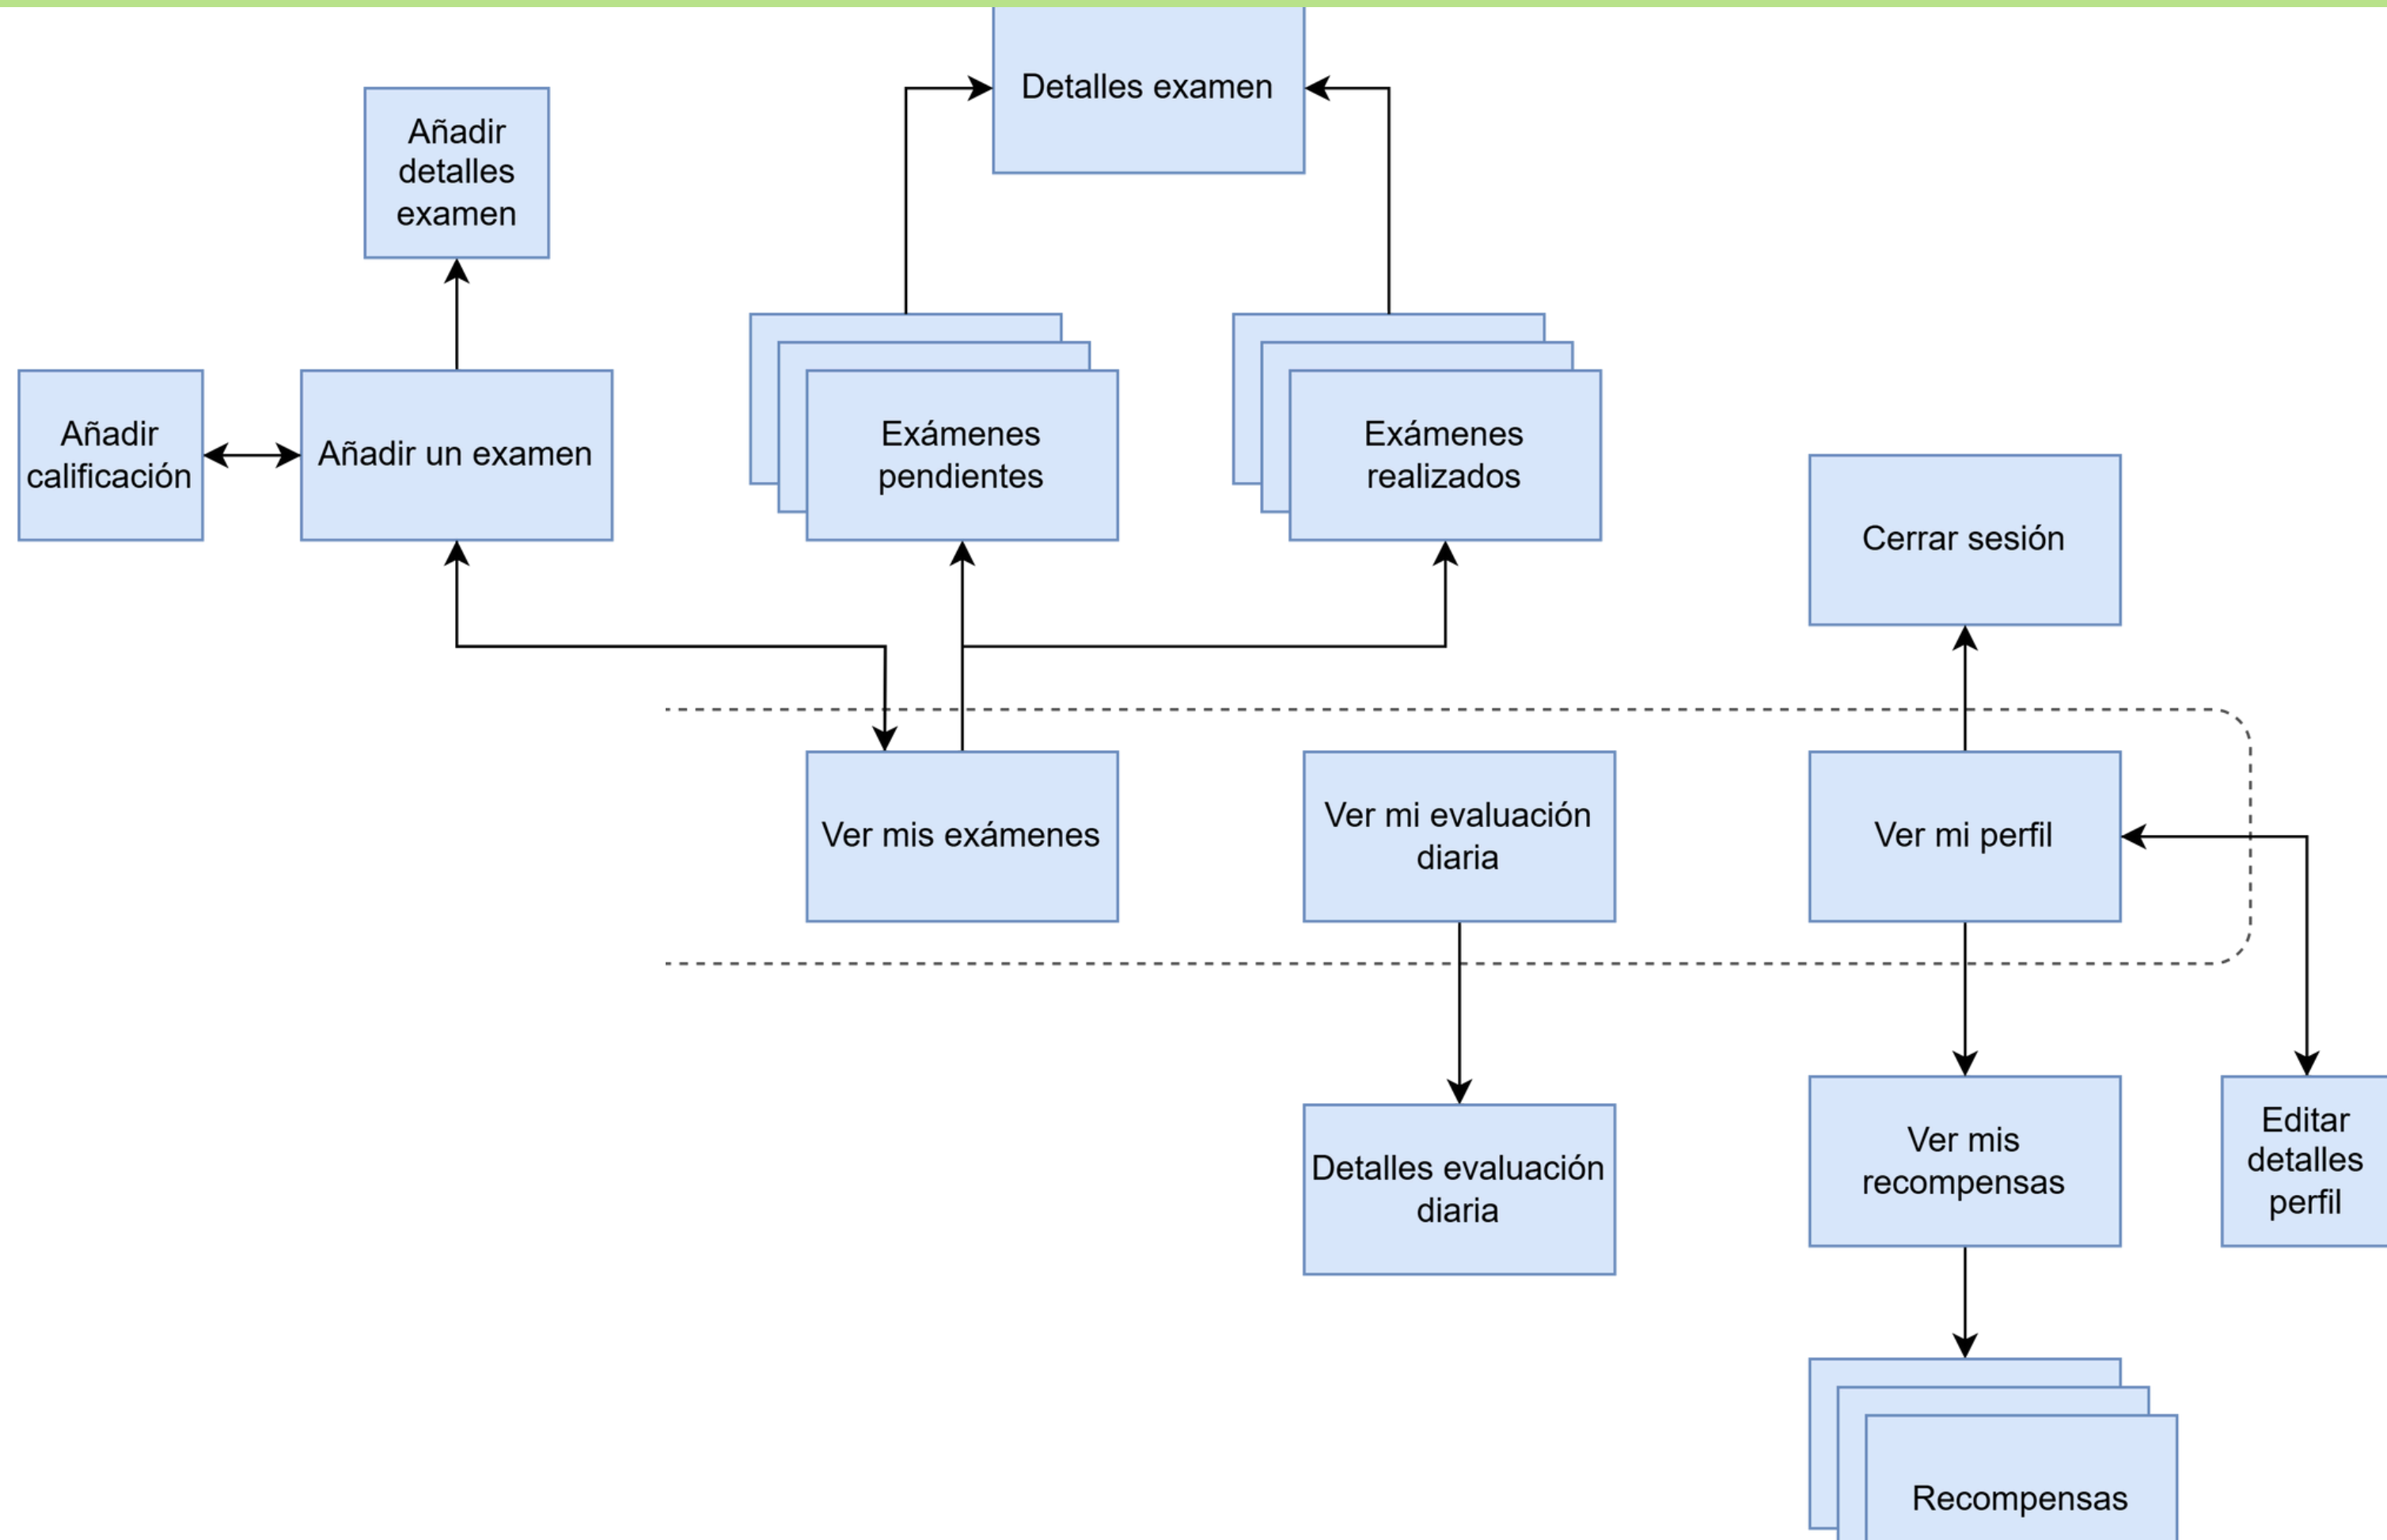 Detalles examen
Añadir
detalles
examen
Añadir
calificación
Añadir un examen
Exámenes
pendientes
Exámenes
realizados
Cerrar sesión
Ver mis exámenes
Ver mi evaluación
diaria
Ver mi perfil
Detalles evaluación
diaria
Ver mis
recompensas
Editar
detalles
perfil
Recompensas